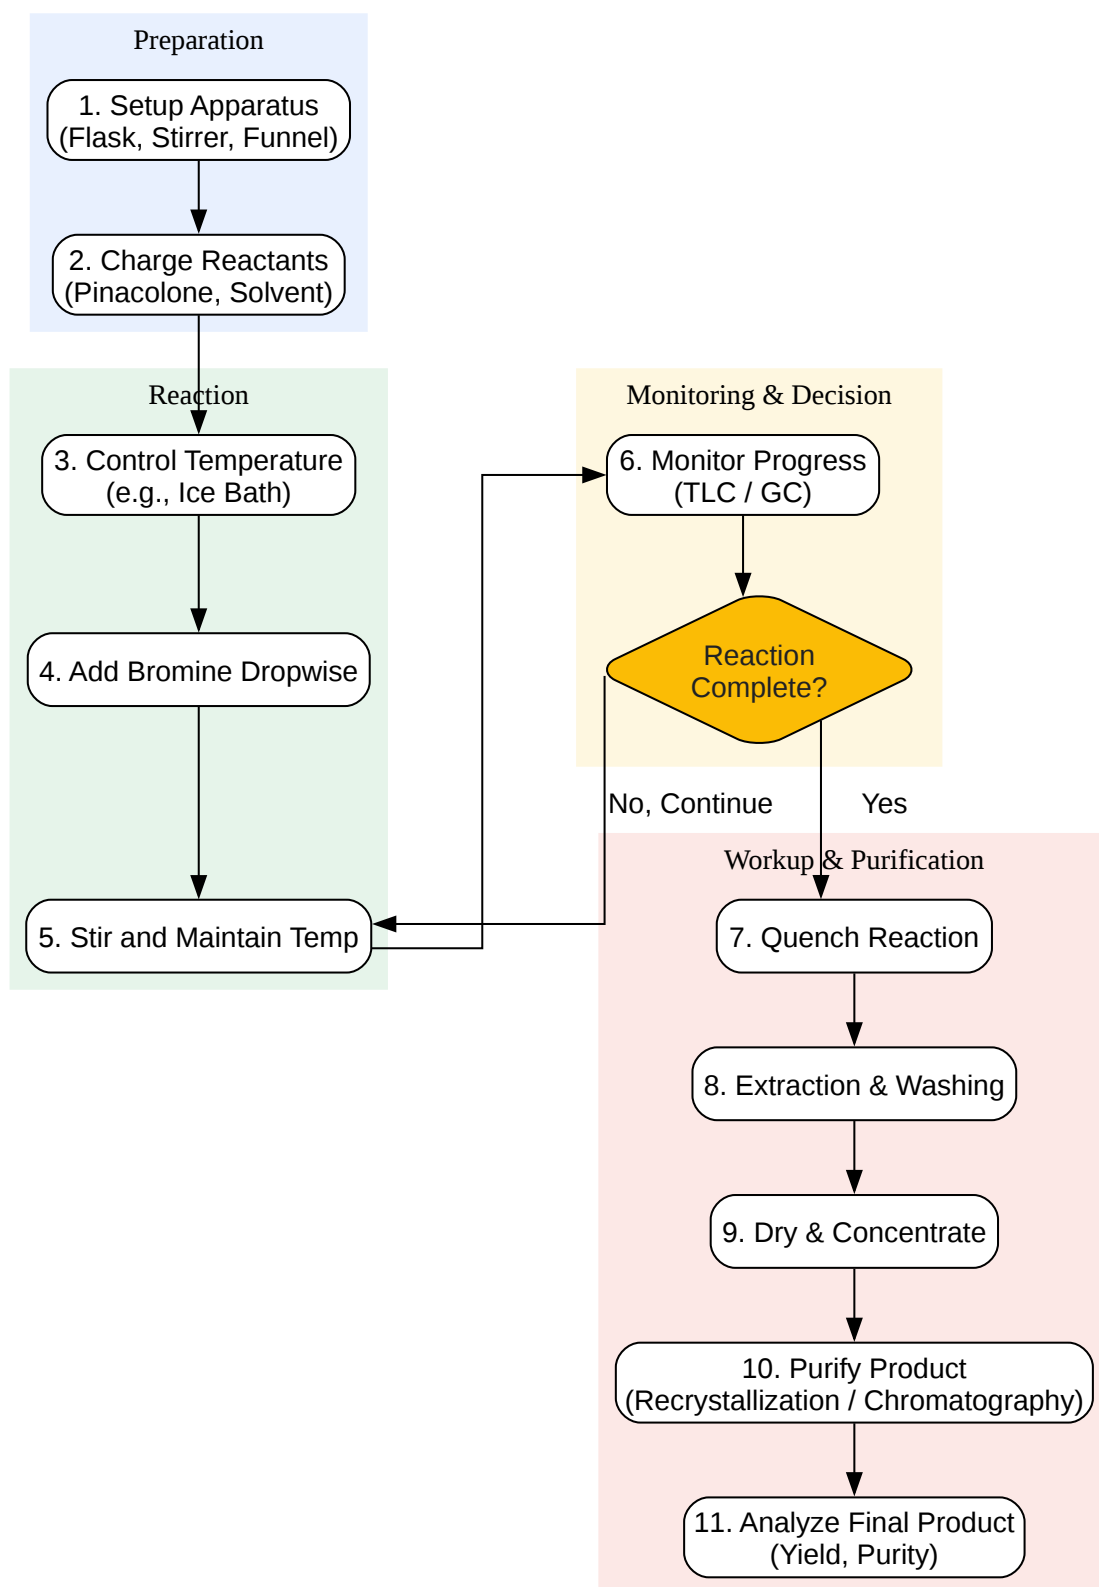 Preparation
1. Setup Apparatus
(Flask, Stirrer, Funnel)
2. Charge Reactants
(Pinacolone, Solvent)
Reaction
3. Control Temperature
(e.g., Ice Bath)
4. Add Bromine Dropwise
5. Stir and Maintain Temp
Monitoring & Decision
6. Monitor Progress
(TLC / GC)
Reaction
Complete?
No, Continue
Yes
Workup & Purification
7. Quench Reaction
8. Extraction & Washing
9. Dry & Concentrate
10. Purify Product
(Recrystallization / Chromatography)
11. Analyze Final Product
(Yield, Purity)